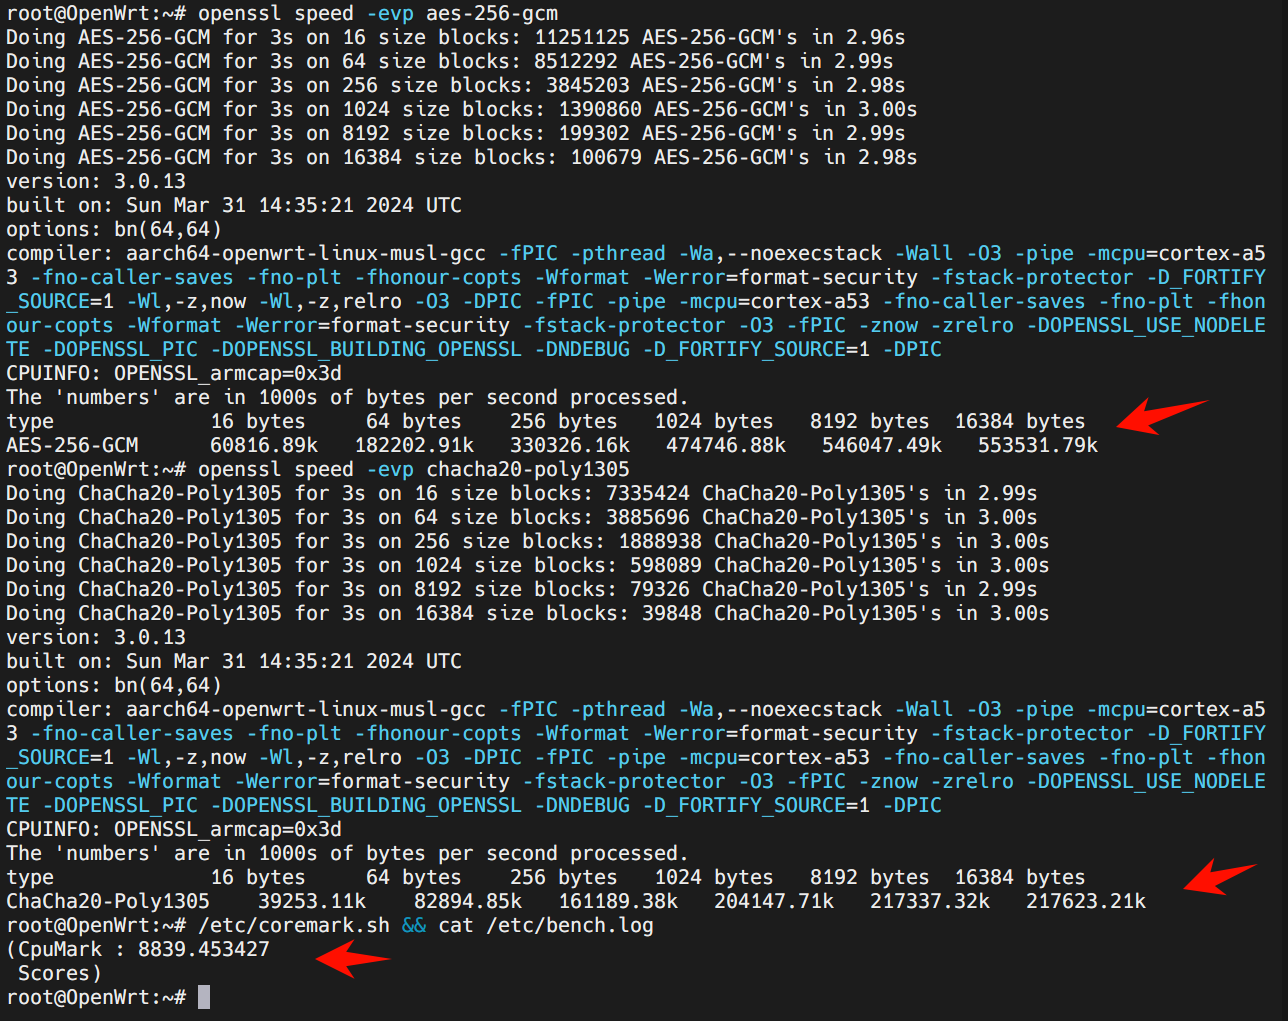 root@OpenWrt:~# openssl speed -evp aes-256-gcm
Doing AES-256-GCM for 3s on 16 size blocks: 11251125 AES-256-GCM's in 2.96s
Doing AES-256-GCM for 3s on 64 size blocks: 8512292 AES-256-GCM's in 2.99s
Doing AES-256-GCM for 3s on 256 size blocks: 3845203 AES-256-GCM's in 2.98s
Doing AES-256-GCM for 3s on 1024 size blocks: 1390860 AES-256-GCM's in 3.00s
Doing AES-256-GCM for 3s on 8192 size blocks: 199302 AES-256-GCM's in 2.99s
Doing AES-256-GCM for 3s on 16384 size blocks: 100679 AES-256-GCM's in 2.98s
version: 3.0.13
built on: Sun Mar 31 14:35:21 2024 UTC
options: bn(64,64)
compiler: aarch64-openwrt-linux-musl-gcc -fPIC -pthread -Wa,--noexecstack -Wall -O3 -pipe -mcpu=cortex-a5
3 -fno-caller-saves -fno-plt -fhonour-copts -Wformat -Werror=format-security -fstack-protector -D_FORTIFY
_SOURCE=1 -Wl,-z,now -Wl,-z,relro -O3 -DPIC -fPIC -pipe -mcpu=cortex-a53 -fno-caller-saves -fno-plt -fhon
our-copts -Wformat -Werror=format-security -fstack-protector -O3 -fPIC -znow -zrelro -DOPENSSL_USE_NODELE
TE -DOPENSSL_PIC -DOPENSSL_BUILDING_OPENSSL -DNDEBUG -D_FORTIFY_SOURCE=1 -DPIC
CPUINFO: OPENSSL_armcap=0x3d
The 'numbers' are in 1000s of bytes per second processed.
type             16 bytes     64 bytes    256 bytes   1024 bytes   8192 bytes  16384 bytes
AES-256-GCM      60816.89k   182202.91k   330326.16k   474746.88k   546047.49k   553531.79k
root@OpenWrt:~# openssl speed -evp chacha20-poly1305
Doing ChaCha20-Poly1305 for 3s on 16 size blocks: 7335424 ChaCha20-Poly1305's in 2.99s
Doing ChaCha20-Poly1305 for 3s on 64 size blocks: 3885696 ChaCha20-Poly1305's in 3.00s
Doing ChaCha20-Poly1305 for 3s on 256 size blocks: 1888938 ChaCha20-Poly1305's in 3.00s
Doing ChaCha20-Poly1305 for 3s on 1024 size blocks: 598089 ChaCha20-Poly1305's in 3.00s
Doing ChaCha20-Poly1305 for 3s on 8192 size blocks: 79326 ChaCha20-Poly1305's in 2.99s
Doing ChaCha20-Poly1305 for 3s on 16384 size blocks: 39848 ChaCha20-Poly1305's in 3.00s
version: 3.0.13
built on: Sun Mar 31 14:35:21 2024 UTC
options: bn(64,64)
compiler: aarch64-openwrt-linux-musl-gcc -fPIC -pthread -Wa,--noexecstack -Wall -O3 -pipe -mcpu=cortex-a5
3 -fno-caller-saves -fno-plt -fhonour-copts -Wformat -Werror=format-security -fstack-protector -D_FORTIFY
_SOURCE=1 -Wl,-z,now -Wl,-z,relro -O3 -DPIC -fPIC -pipe -mcpu=cortex-a53 -fno-caller-saves -fno-plt -fhon
our-copts -Wformat -Werror=format-security -fstack-protector -O3 -fPIC -znow -zrelro -DOPENSSL_USE_NODELE
TE -DOPENSSL_PIC -DOPENSSL_BUILDING_OPENSSL -DNDEBUG -D_FORTIFY_SOURCE=1 -DPIC
CPUINFO: OPENSSL_armcap=0x3d
The 'numbers' are in 1000s of bytes per second processed.
type             16 bytes     64 bytes    256 bytes   1024 bytes   8192 bytes  16384 bytes
ChaCha20-Poly1305    39253.11k    82894.85k   161189.38k   204147.71k   217337.32k   217623.21k
root@OpenWrt:~# /etc/coremark.sh && cat /etc/bench.log
(CpuMark : 8839.453427
 Scores)
root@OpenWrt:~#